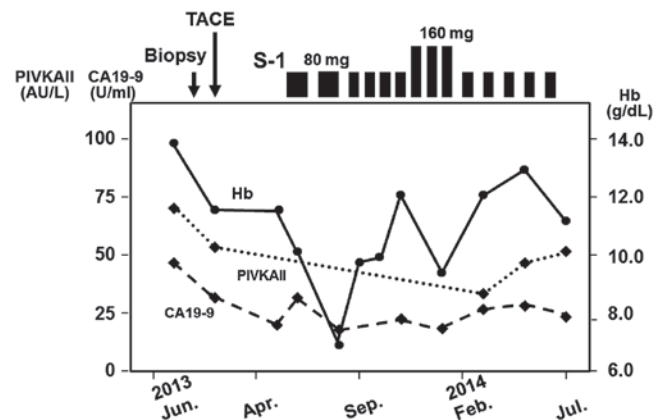 TACE
160 mg
Biopsy
S-1 80 mg
PIVKAII CA19-9
(AU/L) (U/ml)
Hb
(g/dL)
100
75
50
25
0
14.0
12.0
10.0
8.0
6.0
Hb
PIVKAII
CA19-9
2013
Jun.
Apr.
Sep.
2014
Feb.
Jul.